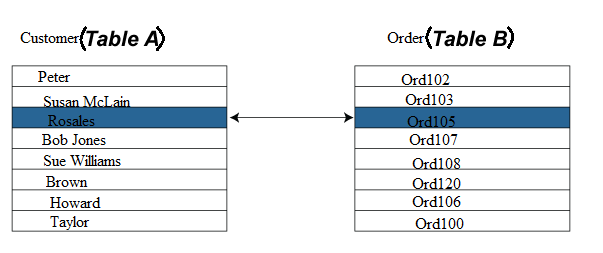 Customer(Table A)
Order(Table B)
Peter
Susan McLain
Rosales
Bob Jones
Sue Williams
Brown
Howard
Taylor
Ord102
Ord103
Ord105
Ord107
Ord108
Ord120
Ord106
Ord100